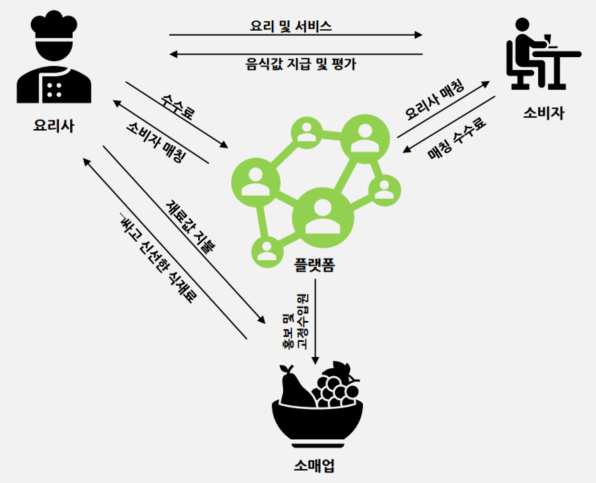 요리 및 서비스
음식값 지급 및 평가
요리사
소비자
수수료
소비자 매칭
요리사 매칭
매칭 수수료
재료값 지불
싸고 신선한 식재료
플랫폼
홍보 및
고정수입원
소매업